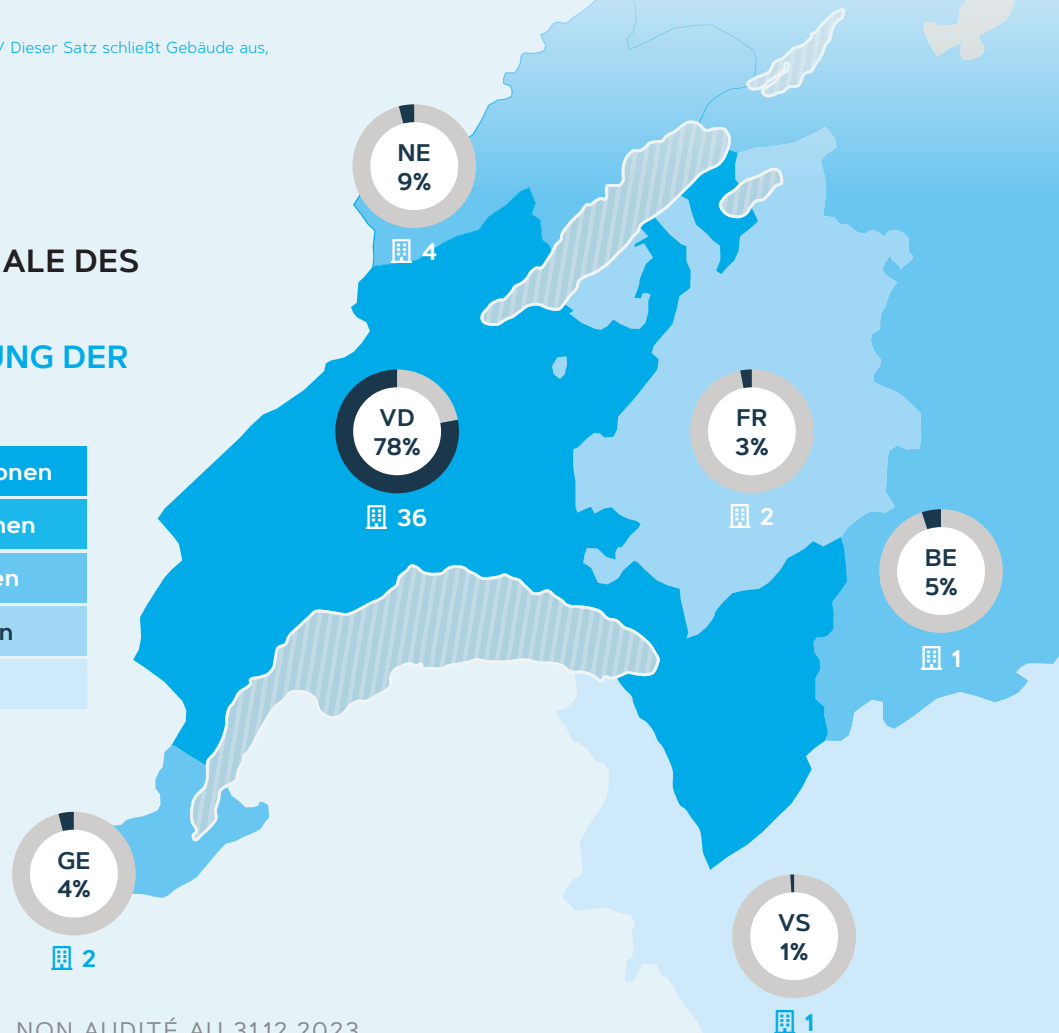 / Dieser Satz schließt Gebäude aus,
NE
9%
4
ALE DES
UNG DER
VD
78%
36
FR
3%
2
onen
nen
en
n
BE
5%
1
GE
4%
2
VS
1%
1
NON AUDITÉ AU 31.12.2023